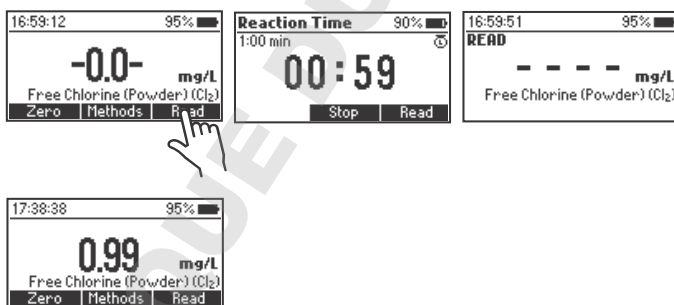 16:59:12 95%
-0.0- mg/L
Free Chlorine (Powder) (Cl₂)
Zero Methods Read
Reaction Time 90%
1:00 min
00:59
Stop Read
16:59:51 95%
READ
- - - - mg/L
Free Chlorine (Powder) (Cl₂)
17:38:38 95%
0.99 mg/L
Free Chlorine (Powder) (Cl₂)
Zero Methods Read